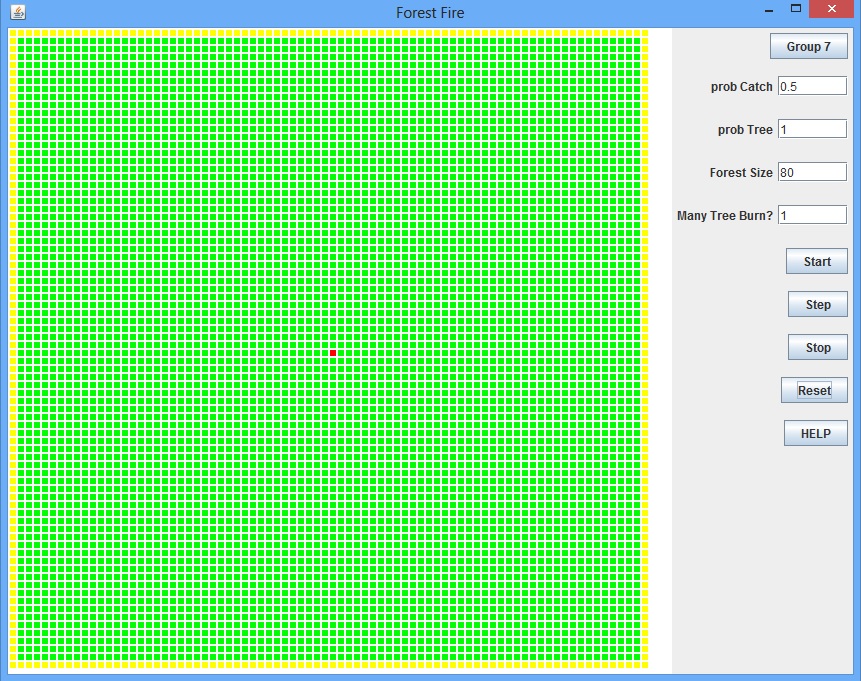 Forest Fire
Group 7
prob Catch 0.5
prob Tree 1
Forest Size 80
Many Tree Burn? 1
Start
Step
Stop
Reset
HELP